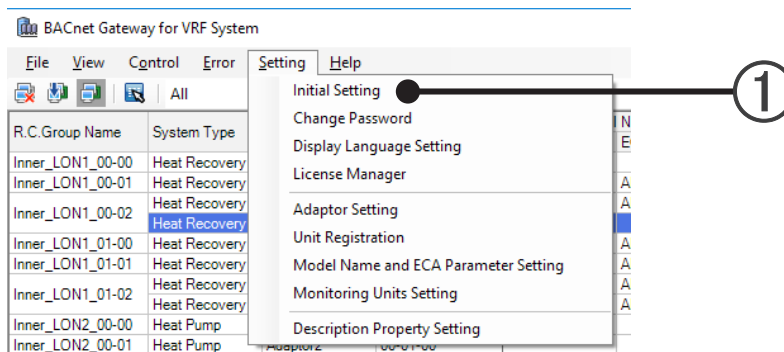 BACnet Gateway for VRF System
File View Control Error Setting Help
All
Initial Setting
Change Password
Display Language Setting
License Manager
Adaptor Setting
Unit Registration
Model Name and ECA Parameter Setting
Monitoring Units Setting
Description Property Setting
1
R.C.Group Name System Type
Inner_LON1_00-00 Heat Recovery
Inner_LON1_00-01 Heat Recovery
Inner_LON1_00-02 Heat Recovery
Heat Recovery
Inner_LON1_01-00 Heat Recovery
Inner_LON1_01-01 Heat Recovery
Inner_LON1_01-02 Heat Recovery
Heat Recovery
Inner_LON2_00-00 Heat Pump
Inner_LON2_00-01 Heat Pump Adaptor2 00-01-00